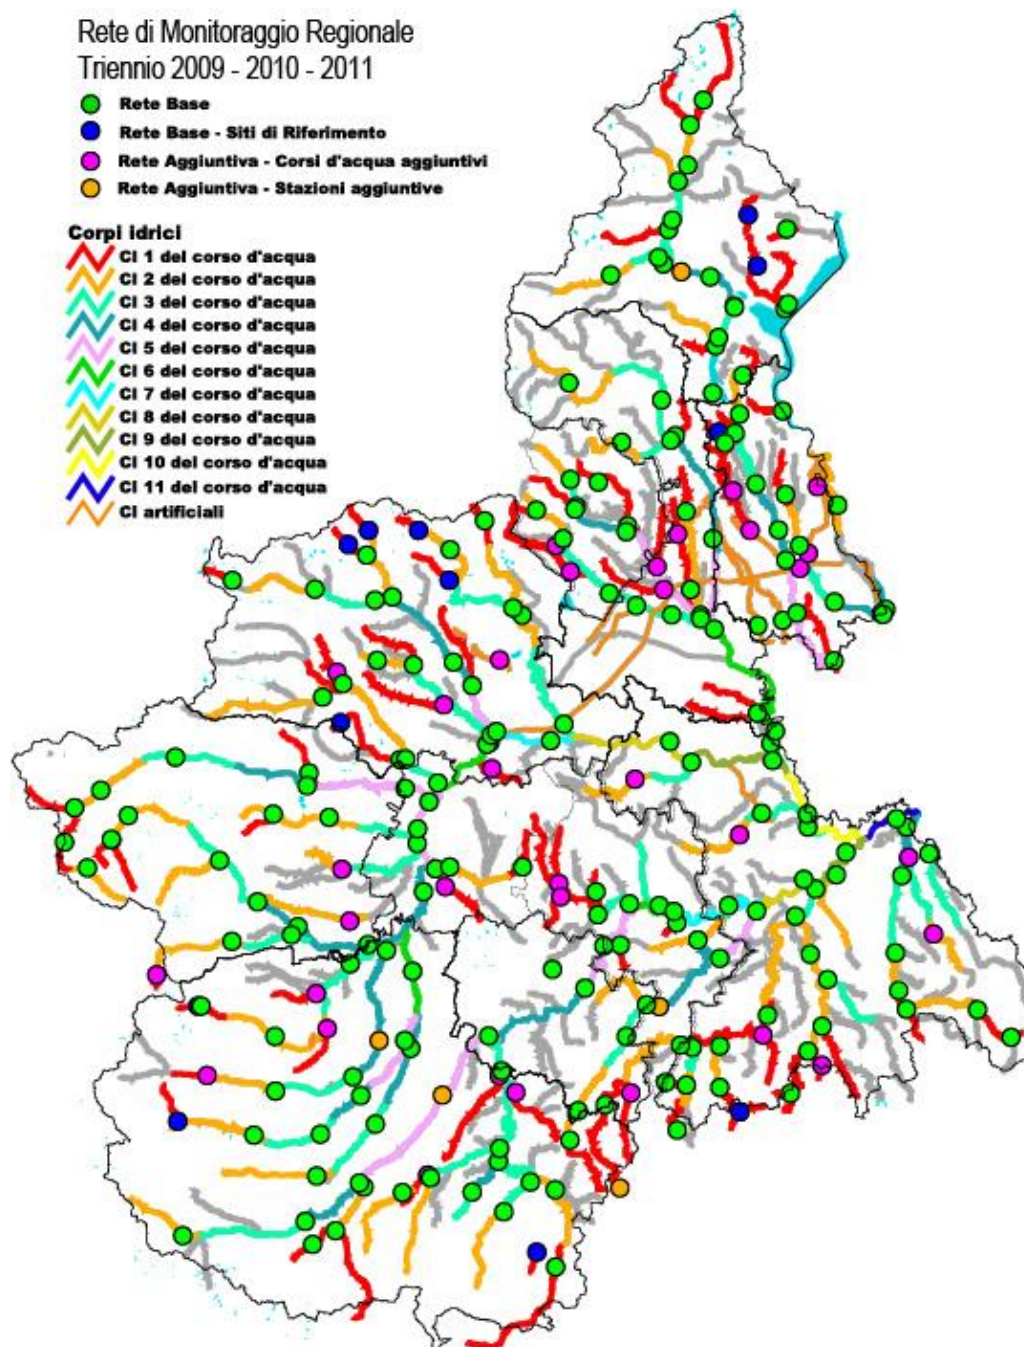 Rete di Monitoraggio Regionale
Triennio 2009 - 2010 - 2011
Rete Base
Rete Base - Siti di Riferimento
Rete Aggiuntiva - Corsi d'acqua aggiuntivi
Rete Aggiuntiva - Stazioni aggiuntive
Corpi idrici
CI 1 del corso d'acqua
CI 2 del corso d'acqua
CI 3 del corso d'acqua
CI 4 del corso d'acqua
CI 5 del corso d'acqua
CI 6 del corso d'acqua
CI 7 del corso d'acqua
CI 8 del corso d'acqua
CI 9 del corso d'acqua
CI 10 del corso d'acqua
CI 11 del corso d'acqua
CI artificiali